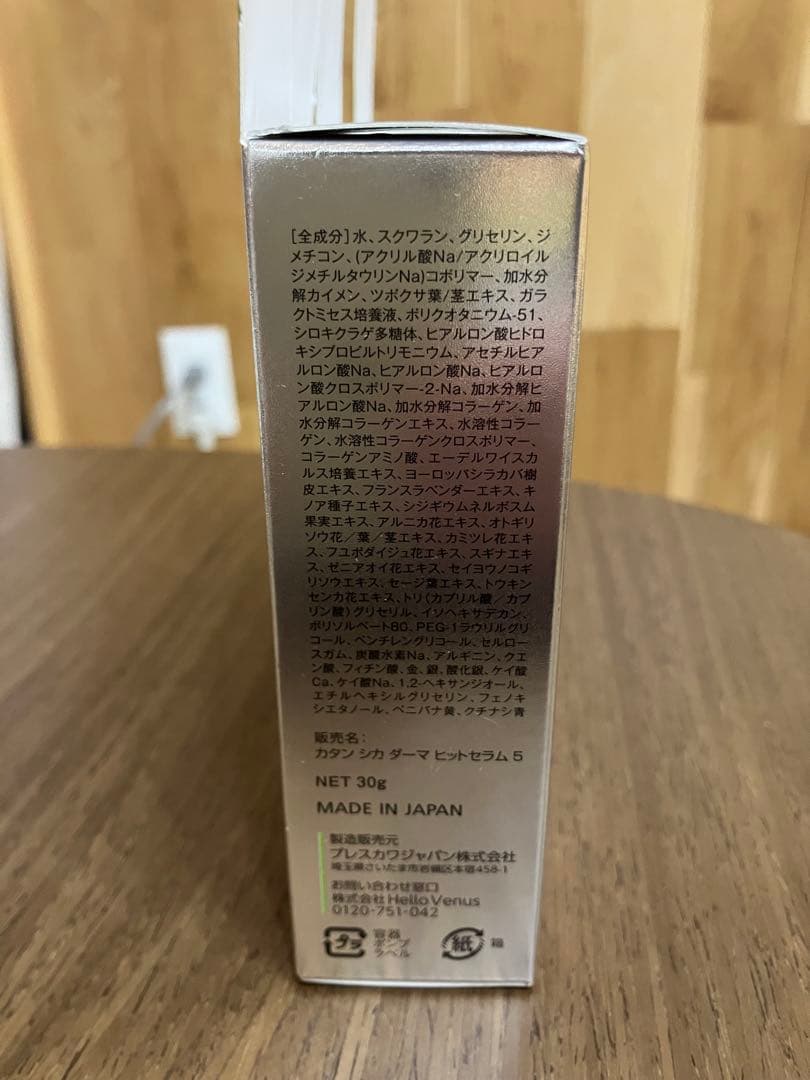 [全成分]水、スクワラン、グリセリン、ジ
メチコン、(アクリル酸Na/アクリロイル
ジメチルタウリンNa)コポリマー、加水分
解カイメン、ツボクサ葉/茎エキス、ガラ
クトミセス培養液、ポリクオタニウム-51、
シロキクラゲ多糖体、ヒアルロン酸ヒドロ
キシプロピルトリモニウム、アセチルヒア
ルロン酸Na、ヒアルロン酸Na、ヒアルロ
ン酸クロスポリマー-2-Na、加水分解ヒ
アルロン酸Na、加水分解コラーゲン、加
水分解コラーゲンエキス、水溶性コラー
ゲン、水溶性コラーゲンクロスポリマー、
コラーゲンアミノ酸、エーデルワイスカ
ルス培養エキス、ヨーロッパシラカバ樹
皮エキス、フランスラベンダーエキス、キ
ノア種子エキス、シジギウムネルボスム
果実エキス、アルニカ花エキス、オトギリ
ソウ花/葉/茎エキス、カミツレ花エキ
ス、フユボダイジュ花エキス、スギナエキ
ス、ゼニアオイ花エキス、セイヨウノコギ
リソウエキス、セージ葉エキス、トウキン
センカ花エキス、トリ(カプリル酸/カプ
リン酸)グリセリル、イソヘキサデカン、
ポリソルベート80、PEG-1ラウリルグリ
コール、ペンチレングリコール、セルロー
スガム、炭酸水素Na、アルギニン、クエ
ン酸、フィチン酸、金、銀、酸化銀、ケイ酸
Ca、ケイ酸Na、1,2-ヘキサンジオール、
エチルヘキシルグリセリン、フェノキ
シエタノール、ベニバナ黄、クチナシ青
販売名:
カタン シカ ダーマ ヒットセラム 5
NET 30g
MADE IN JAPAN
製造販売元
プレスカワジャパン株式会社
埼玉県さいたま市岩槻区本宿458-1
お問い合わせ窓口
株式会社Hello Venus
0120-751-042
プラ
容器
ポンプ
ラベル
紙
箱